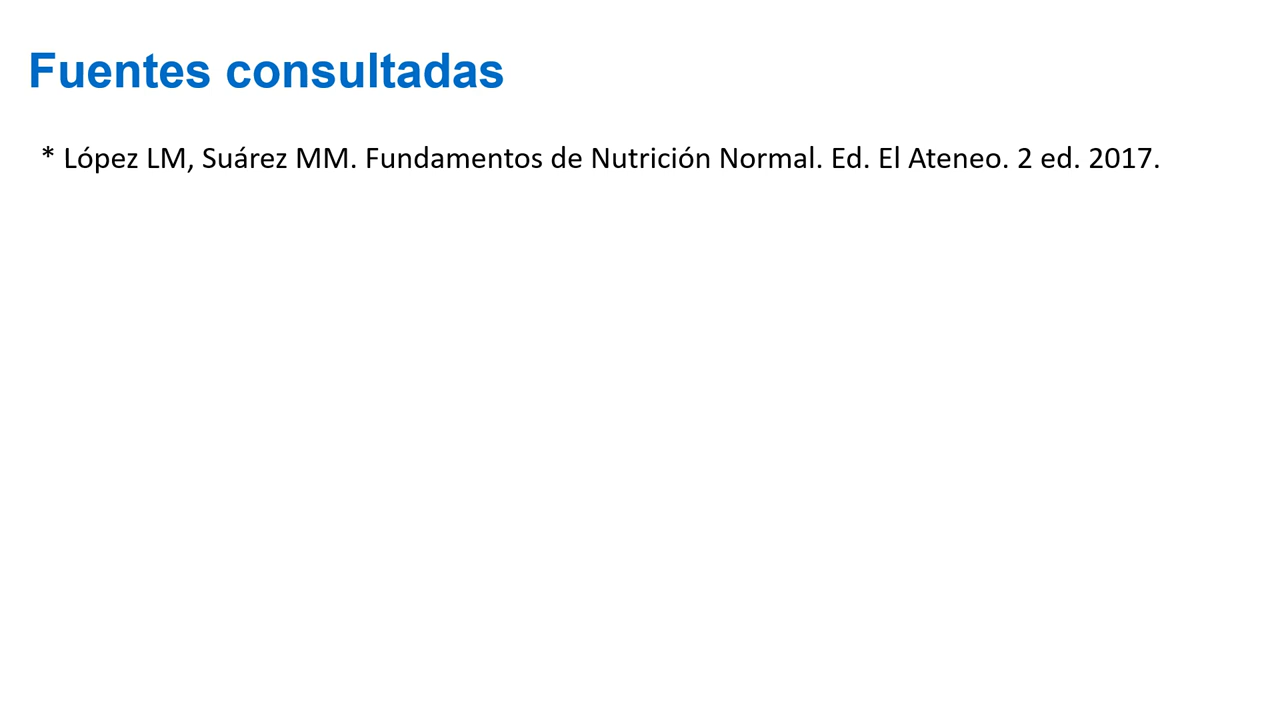 Fuentes consultadas
* López LM, Suárez MM. Fundamentos de Nutrición Normal. Ed. El Ateneo. 2 ed. 2017.